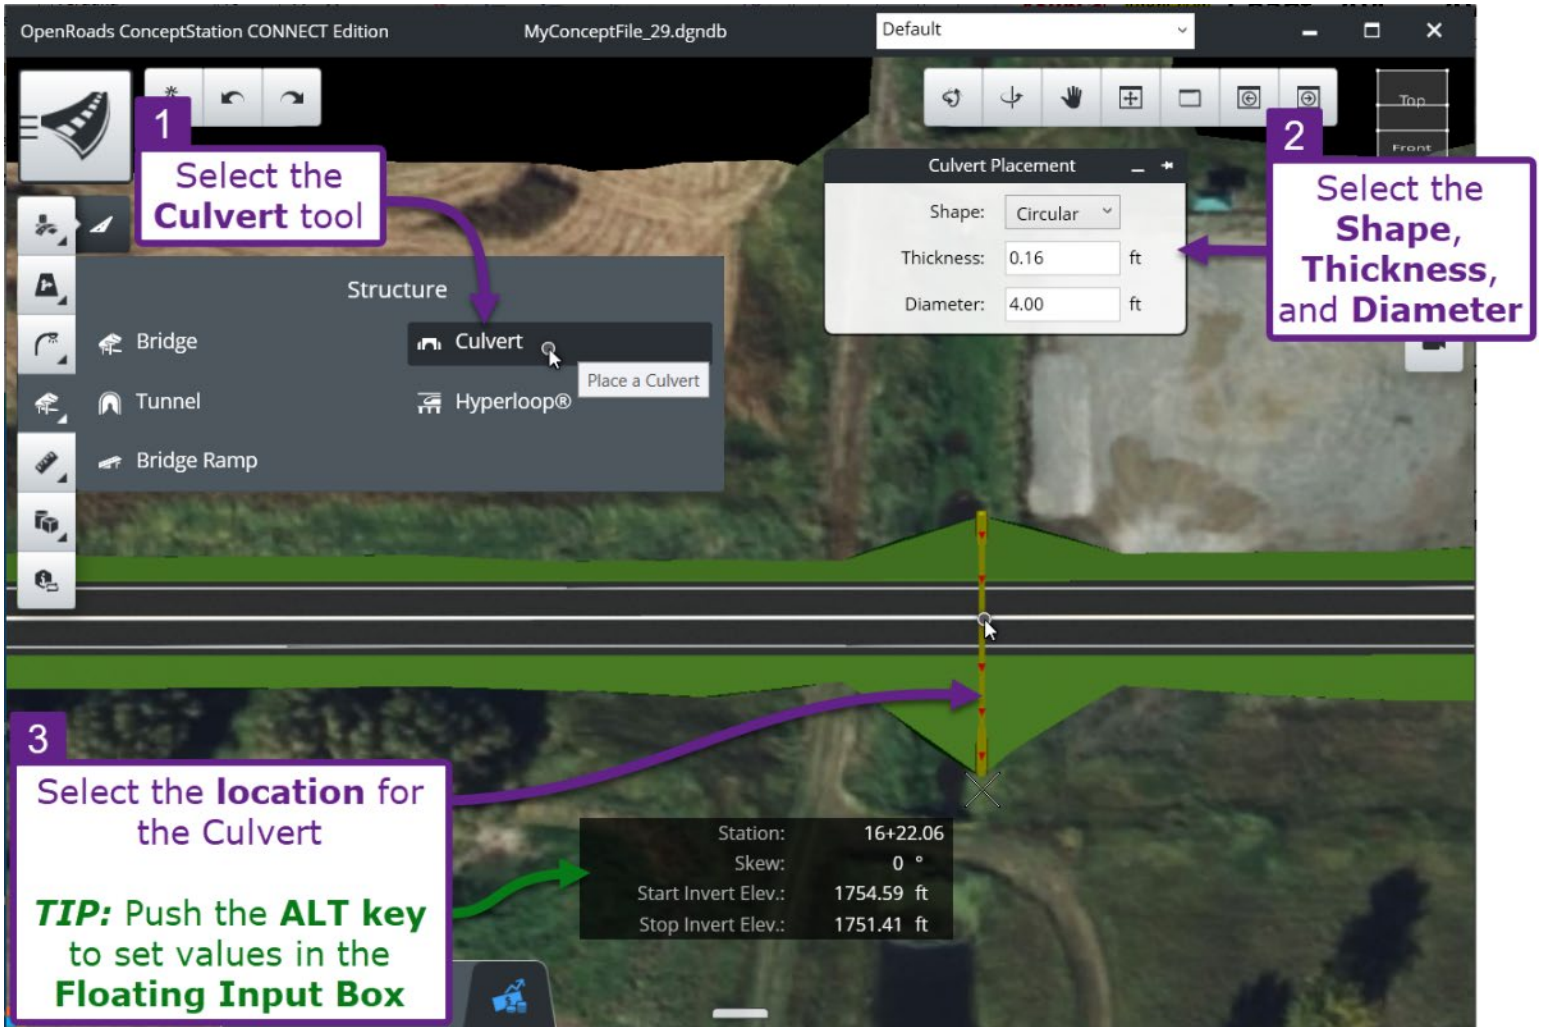 OpenRoads ConceptStation CONNECT Edition
MyConceptFile_29.dgndb
Default
Top
Front
1
Select the
Culvert tool
2
Select the
Shape,
Thickness,
and Diameter
Culvert Placement
Shape: Circular
Thickness: 0.16 ft
Diameter: 4.00 ft
Structure
Bridge
Culvert
Place a Culvert
Tunnel
Hyperloop®
Bridge Ramp
3
Select the location for
the Culvert
TIP: Push the ALT key
to set values in the
Floating Input Box
Station: 16+22.06
Skew: 0 °
Start Invert Elev.: 1754.59 ft
Stop Invert Elev.: 1751.41 ft